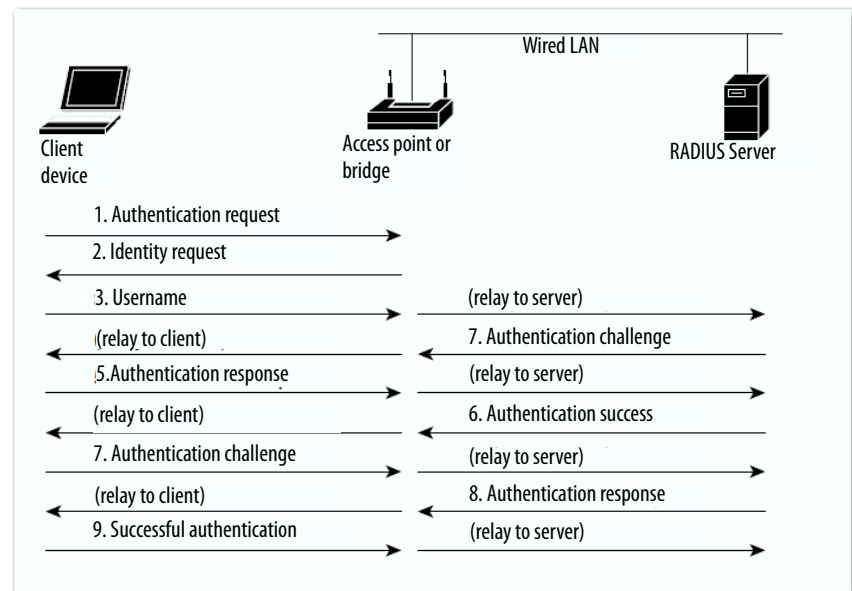 Wired LAN
Client
device
Access point or
bridge
RADIUS Server
1. Authentication request
2. Identity request
3. Username
(relay to server)
(relay to client)
7. Authentication challenge
5.Authentication response
(relay to server)
(relay to client)
6. Authentication success
7. Authentication challenge
(relay to server)
(relay to client)
8. Authentication response
9. Successful authentication
(relay to server)